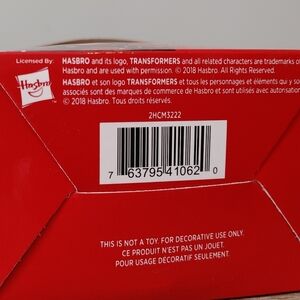 Licensed By:
Hasbro
HASBRO and its logo, TRANSFORMERS and all related characters are trademarks o
Hasbro and are used with permission. © 2018 Hasbro. All Rights Reserved.
HASBRO et son logo TRANSFORMERS et tous les personnages et éléments qui y so
associés sont des marques de commerce de Hasbro et sont utilisés avec autorisation
© 2018 Hasbro. Tous droits réservés.
2HCM3222
7 63795 41062 0
THIS IS NOT A TOY. FOR DECORATIVE USE ONLY.
CE PRODUIT N'EST PAS UN JOUET.
POUR USAGE DECORATIF SEULEMENT.